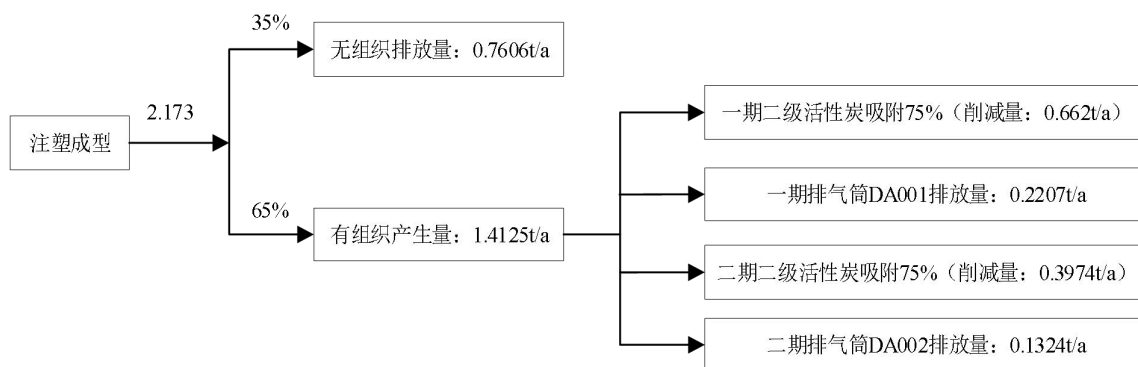 注塑成型
2.173
35%
无组织排放量：0.7606t/a
65%
有组织产生量：1.4125t/a
一期二级活性炭吸附75%（削减量：0.662t/a）
一期排气筒DA001排放量：0.2207t/a
二期二级活性炭吸附75%（削减量：0.3974t/a）
二期排气筒DA002排放量：0.1324t/a